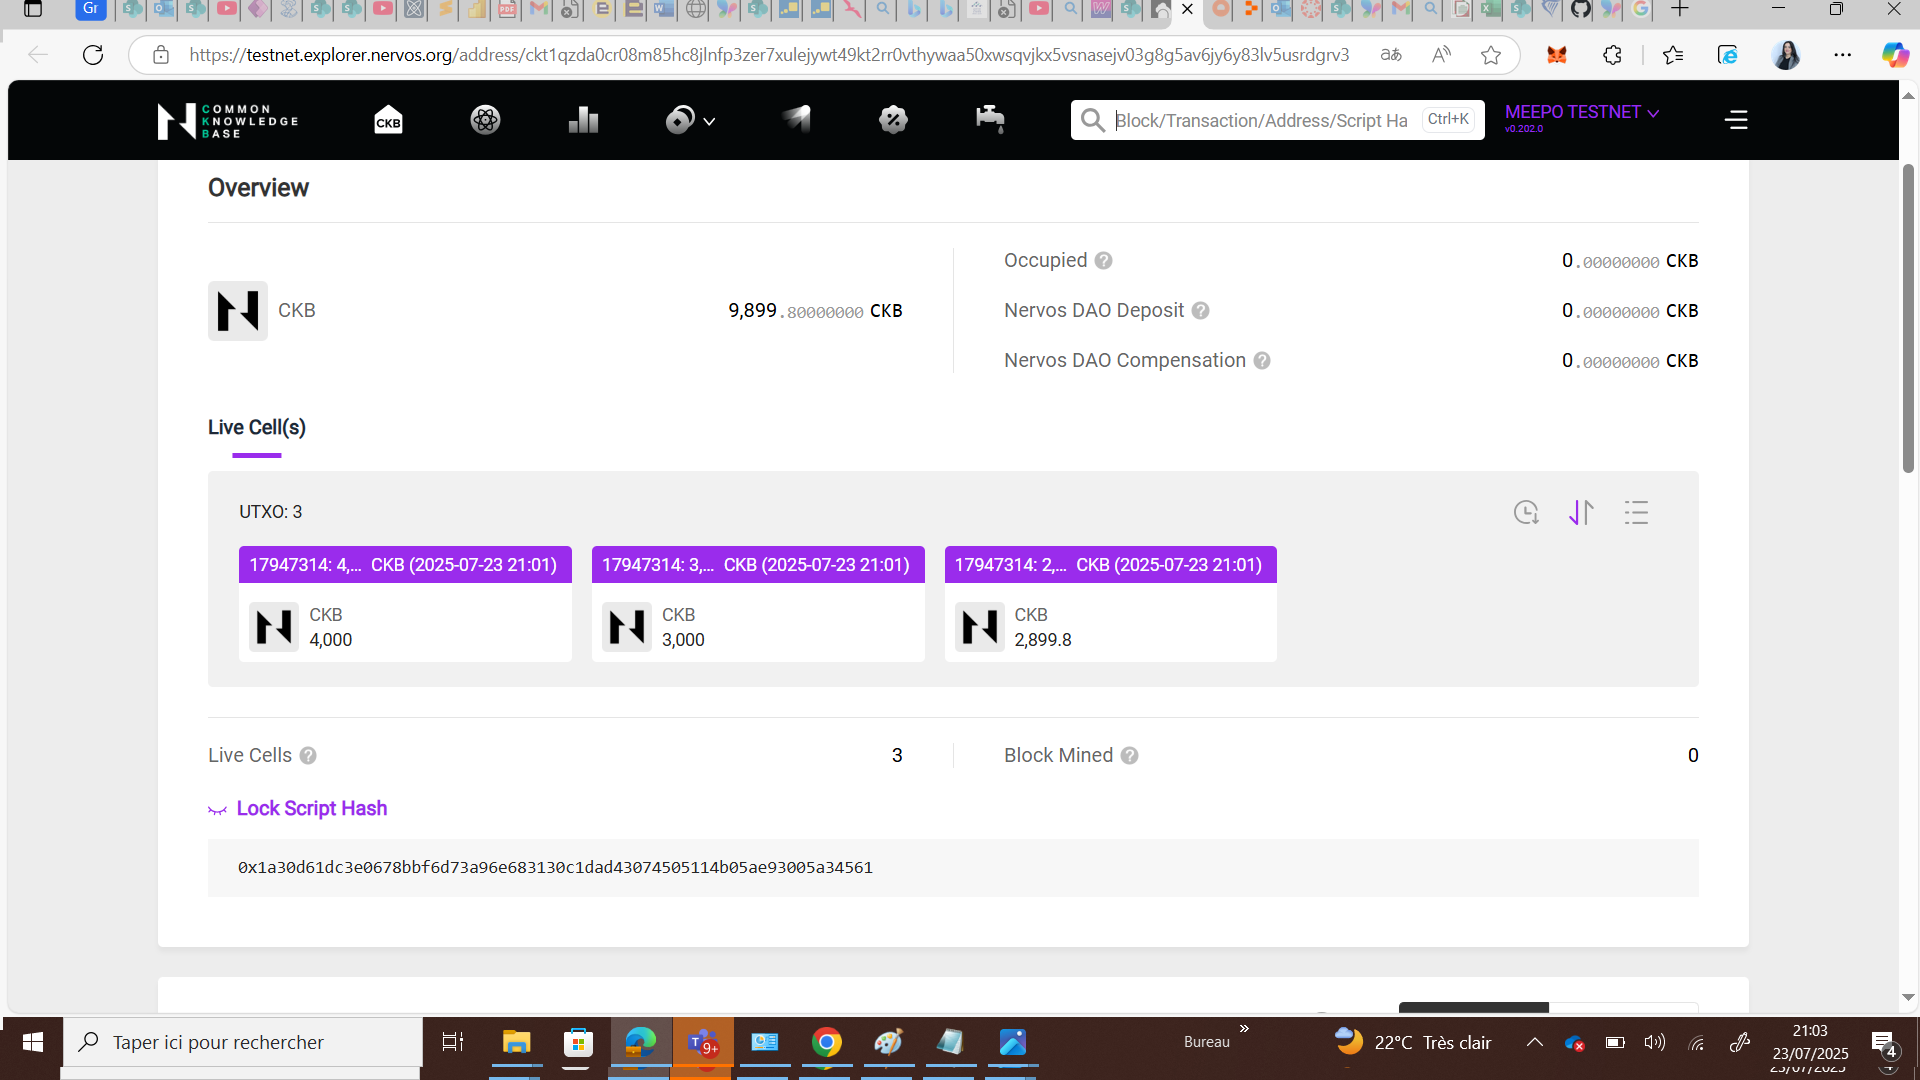 Gr
https://testnet.explorer.nervos.org/address/ckt1qzda0cr08m85hc8jlnfp3zer7xulejywt49kt2rr0vthywaa50xwsqvjkx5vsnasejv03g8g5av6jy6y83lv5usrdgrv3
COMMON
KNOWLEDGE
BASE
CKB
Block/Transaction/Address/Script Ha
Ctrl+K
MEEPO TESTNET
v0.202.0
Overview
CKB
9,899.80000000 CKB
Occupied ?
0.00000000 CKB
Nervos DAO Deposit ?
0.00000000 CKB
Nervos DAO Compensation ?
0.00000000 CKB
Live Cell(s)
UTXO: 3
17947314: 4,... CKB (2025-07-23 21:01)
CKB
4,000
17947314: 3,... CKB (2025-07-23 21:01)
CKB
3,000
17947314: 2,... CKB (2025-07-23 21:01)
CKB
2,899.8
Live Cells ?
3
Block Mined ?
0
Lock Script Hash
0x1a30d61dc3e0678bbf6d73a96e683130c1dad43074505114b05ae93005a34561
Taper ici pour rechercher
9+
Bureau
22°C Très clair
21:03
23/07/2025
4